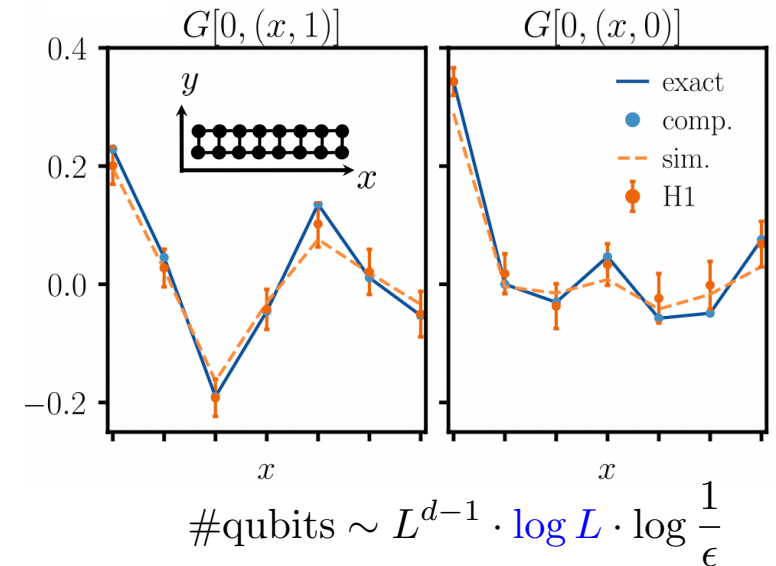 G[0, (x, 1)]
G[0, (x, 0)]
0.4
0.2
0.0
−0.2
y
x
exact
comp.
sim.
H1
x
x
#qubits ∼ L^{d−1} · log L · log \frac{1}{ϵ}